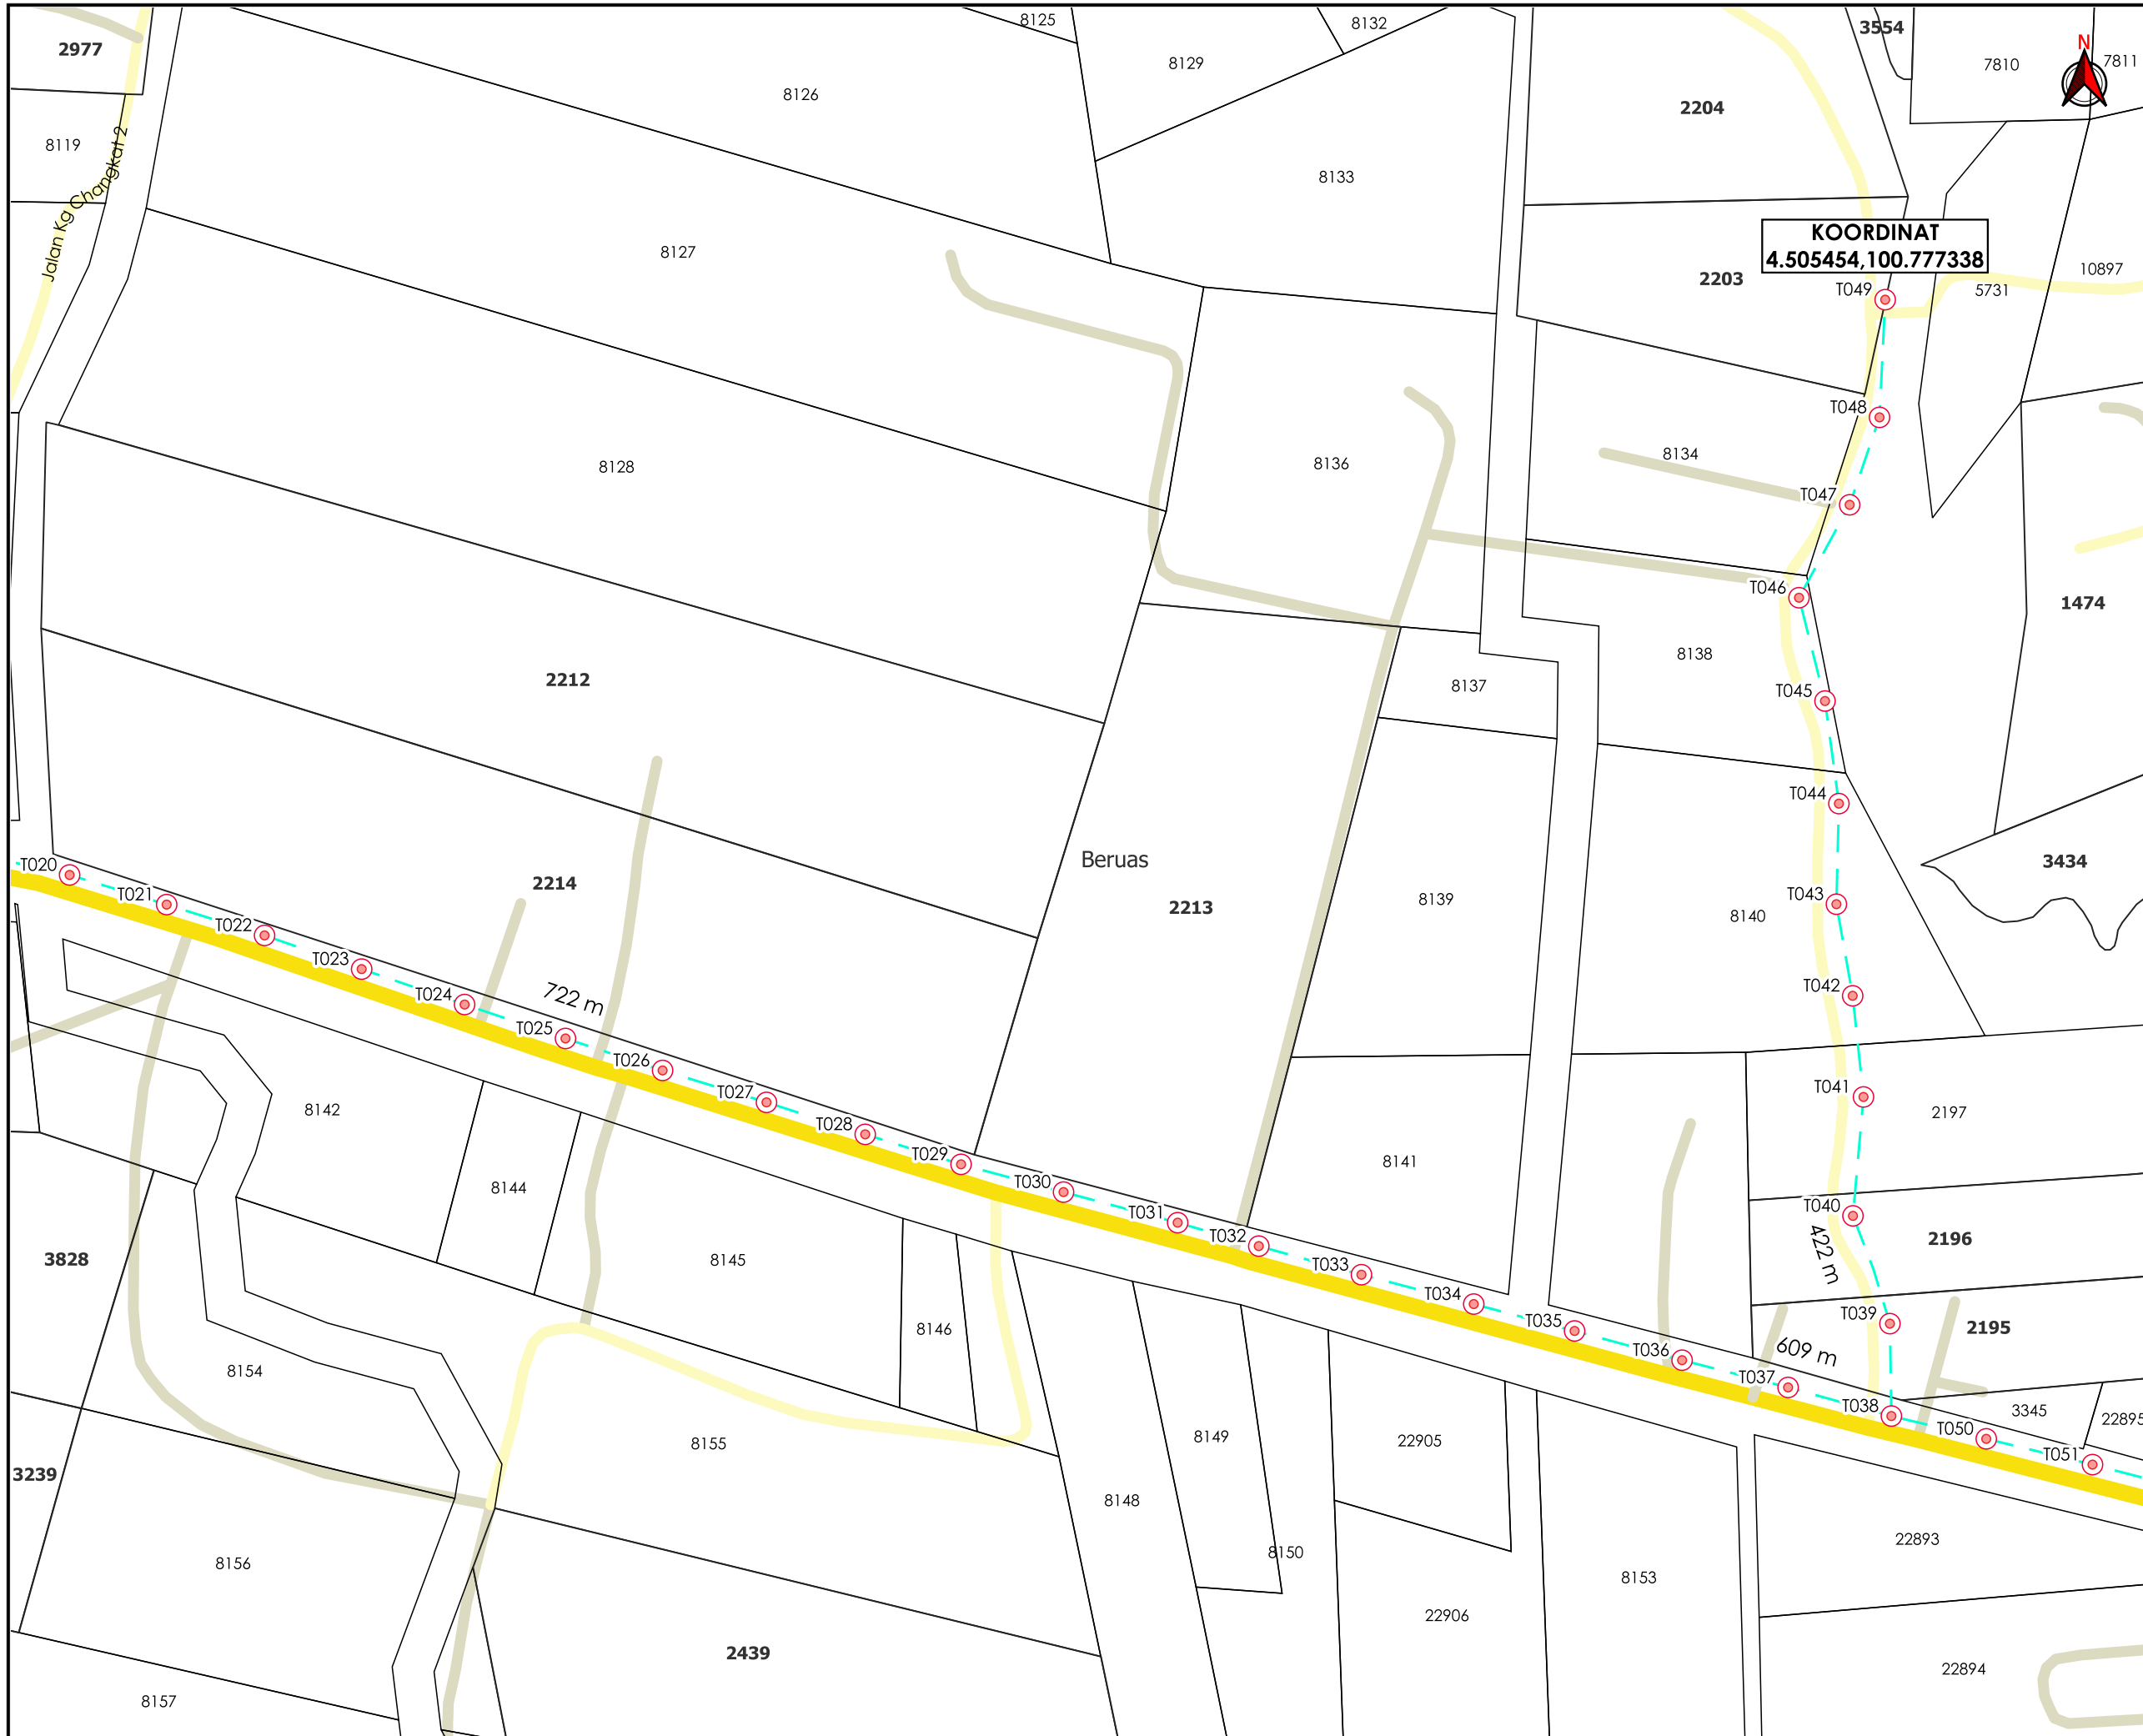 8125
8132
3554
N
2977
8129
7810
7811
8126
2204
8119
Jalan Kg Changkat 2
8133
KOORDINAT
4.505454,100.777338
8127
2203
10897
T049
5731
T048
8128
8136
8134
T047
T046
1474
2212
8138
8137
T045
T044
Beruas
3434
T020
2214
T021
2213
8139
T043
8140
T022
T023
T042
T024
722 m
T025
T026
T041
T027
8142
2197
T028
T029
8141
8144
T030
T040
T031
2196
T032
422 m
3828
8145
T033
T034
T039
8146
T035
2195
609 m
T036
8154
T037
T038
3345
22895
T050
8155
8149
22905
T051
3239
8148
22893
8150
8156
8153
22906
2439
22894
8157